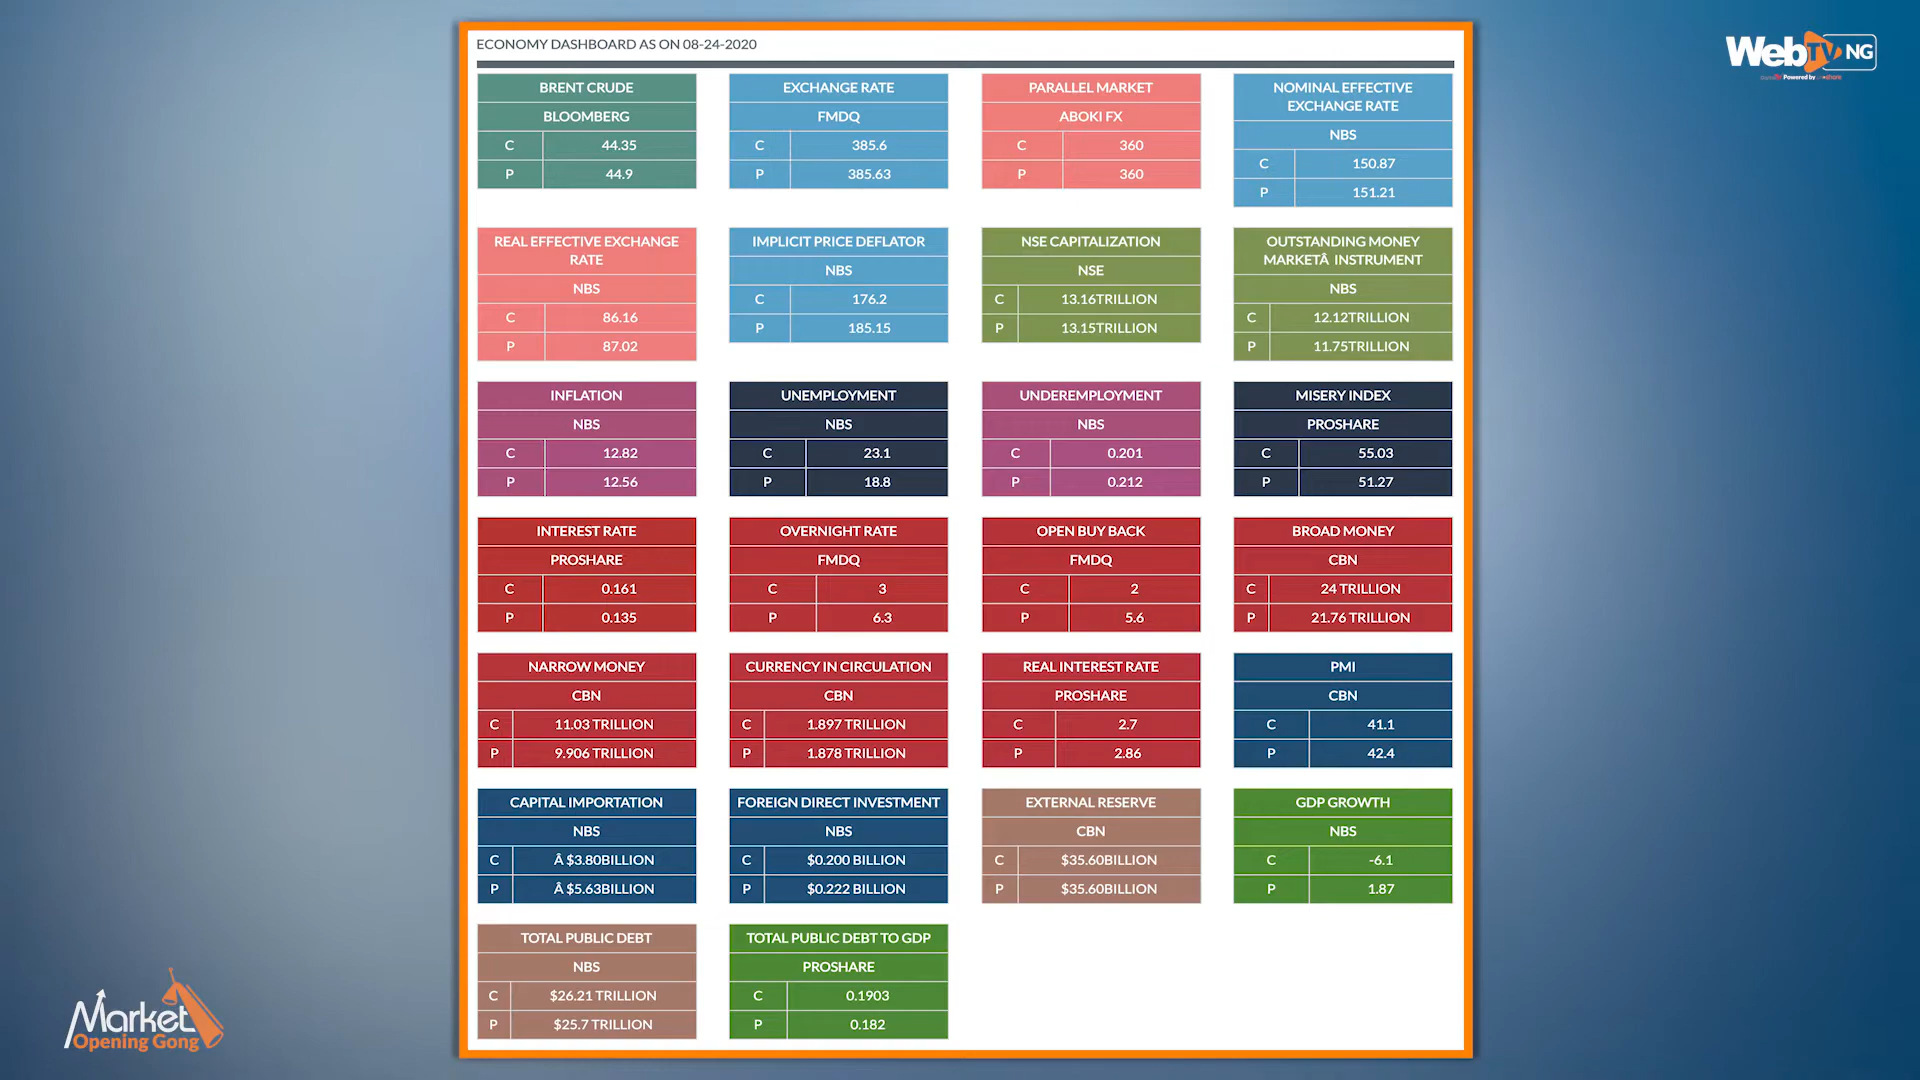 ECONOMY DASHBOARD AS ON 08-24-2020
WebTV NG
Powered by proshare
BRENT CRUDE
BLOOMBERG
C 44.35
P 44.9
EXCHANGE RATE
FMDQ
C 385.6
P 385.63
PARALLEL MARKET
ABOKI FX
C 360
P 360
NOMINAL EFFECTIVE
EXCHANGE RATE
NBS
C 150.87
P 151.21
REAL EFFECTIVE EXCHANGE
RATE
NBS
C 86.16
P 87.02
IMPLICIT PRICE DEFLATOR
NBS
C 176.2
P 185.15
NSE CAPITALIZATION
NSE
C 13.16TRILLION
P 13.15TRILLION
OUTSTANDING MONEY
MARKETÂ INSTRUMENT
NBS
C 12.12TRILLION
P 11.75TRILLION
INFLATION
NBS
C 12.82
P 12.56
UNEMPLOYMENT
NBS
C 23.1
P 18.8
UNDEREMPLOYMENT
NBS
C 0.201
P 0.212
MISERY INDEX
PROSHARE
C 55.03
P 51.27
INTEREST RATE
PROSHARE
C 0.161
P 0.135
OVERNIGHT RATE
FMDQ
C 3
P 6.3
OPEN BUY BACK
FMDQ
C 2
P 5.6
BROAD MONEY
CBN
C 24 TRILLION
P 21.76 TRILLION
NARROW MONEY
CBN
C 11.03 TRILLION
P 9.906 TRILLION
CURRENCY IN CIRCULATION
CBN
C 1.897 TRILLION
P 1.878 TRILLION
REAL INTEREST RATE
PROSHARE
C 2.7
P 2.86
PMI
CBN
C 41.1
P 42.4
CAPITAL IMPORTATION
NBS
C Â $3.80BILLION
P Â $5.63BILLION
FOREIGN DIRECT INVESTMENT
NBS
C $0.200 BILLION
P $0.222 BILLION
EXTERNAL RESERVE
CBN
C $35.60BILLION
P $35.60BILLION
GDP GROWTH
NBS
C -6.1
P 1.87
TOTAL PUBLIC DEBT
NBS
C $26.21 TRILLION
P $25.7 TRILLION
TOTAL PUBLIC DEBT TO GDP
PROSHARE
C 0.1903
P 0.182
Market
Opening Gong